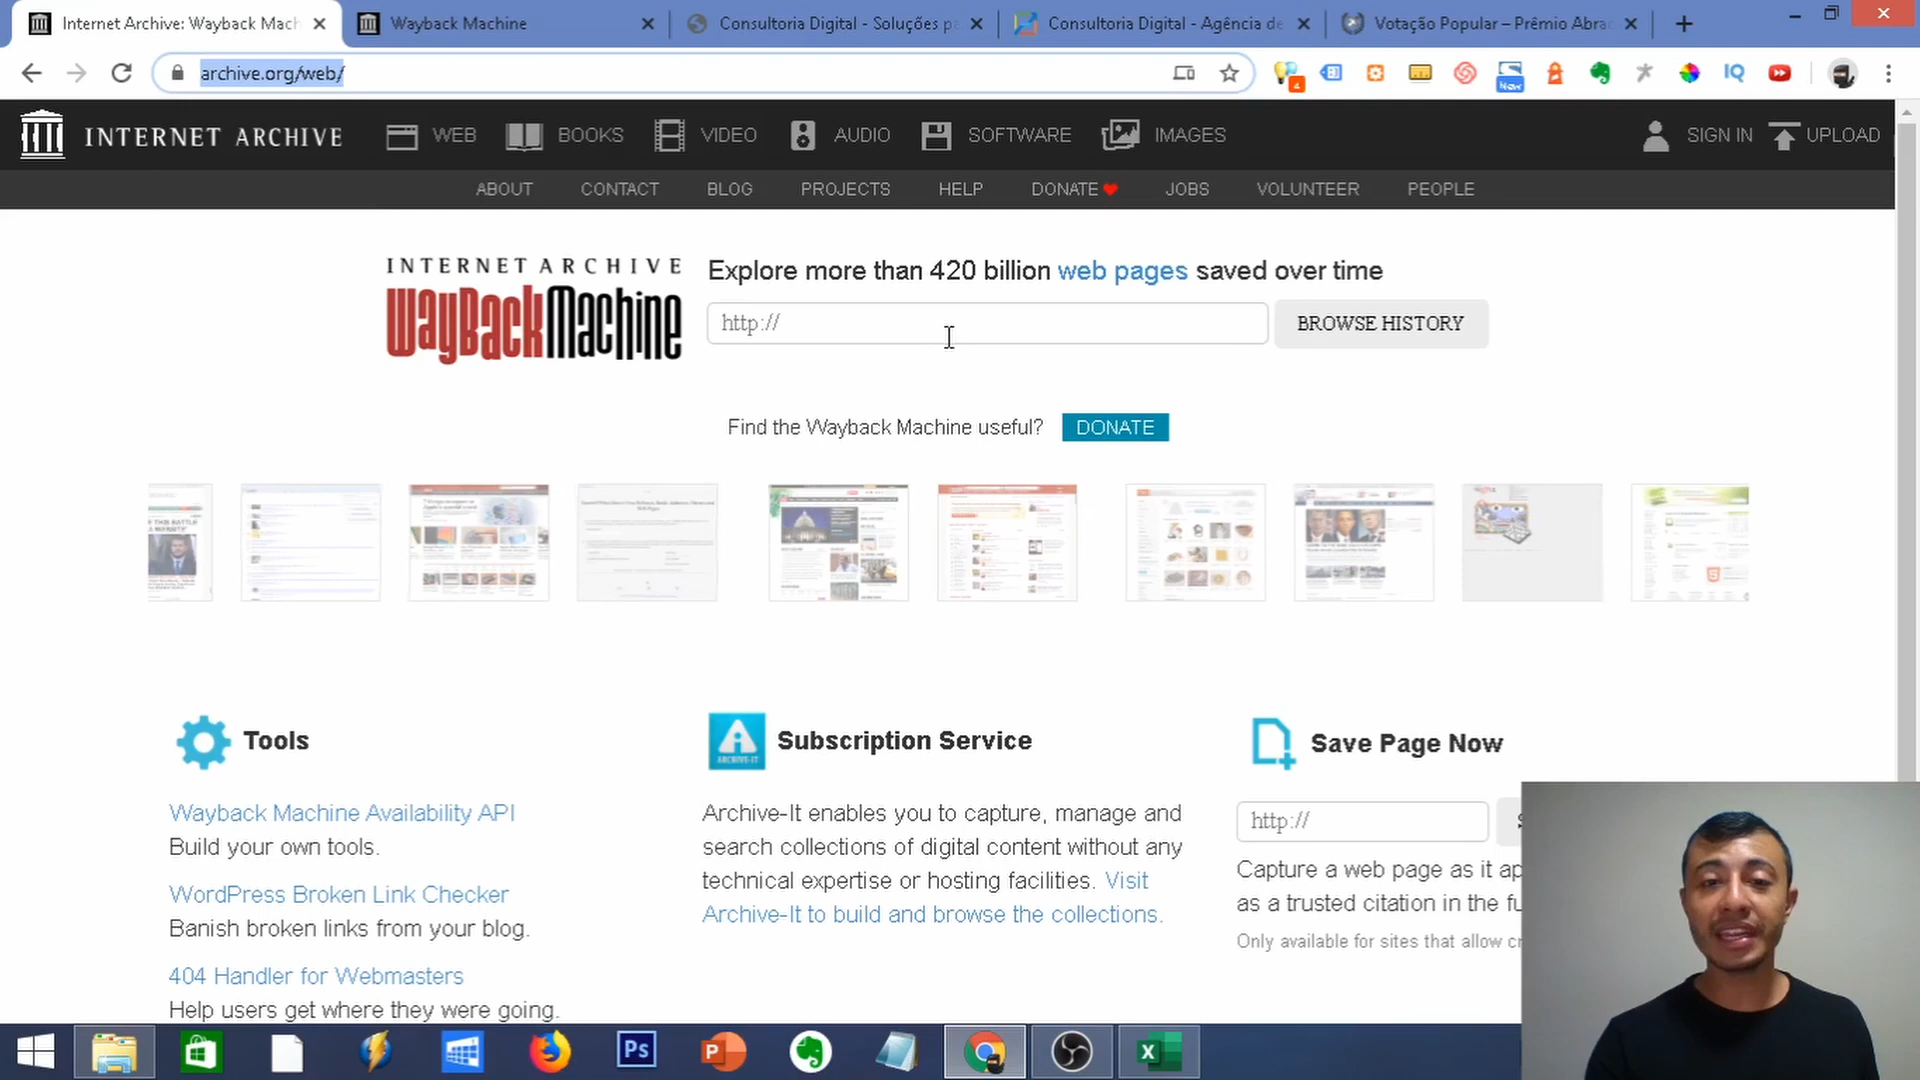 Internet Archive: Wayback Mach
Wayback Machine
Consultoria Digital - Soluções p
Consultoria Digital - Agência de
Votação Popular – Prêmio Abra
archive.org/web/
4
New
IQ
INTERNET ARCHIVE
WEB
BOOKS
VIDEO
AUDIO
SOFTWARE
IMAGES
SIGN IN
UPLOAD
ABOUT
CONTACT
BLOG
PROJECTS
HELP
DONATE
JOBS
VOLUNTEER
PEOPLE
INTERNET ARCHIVE
WayBackMachine
Explore more than 420 billion web pages saved over time
http://
BROWSE HISTORY
Find the Wayback Machine useful?
DONATE
Tools
Wayback Machine Availability API
Build your own tools.
WordPress Broken Link Checker
Banish broken links from your blog.
404 Handler for Webmasters
Help users get where they were going.
ARCHIVE-IT
Subscription Service
Archive-It enables you to capture, manage and
search collections of digital content without any
technical expertise or hosting facilities. Visit
Archive-It to build and browse the collections.
Save Page Now
http://
Capture a web page as it ap
as a trusted citation in the fu
Only available for sites that allow cr
Ps
P
X